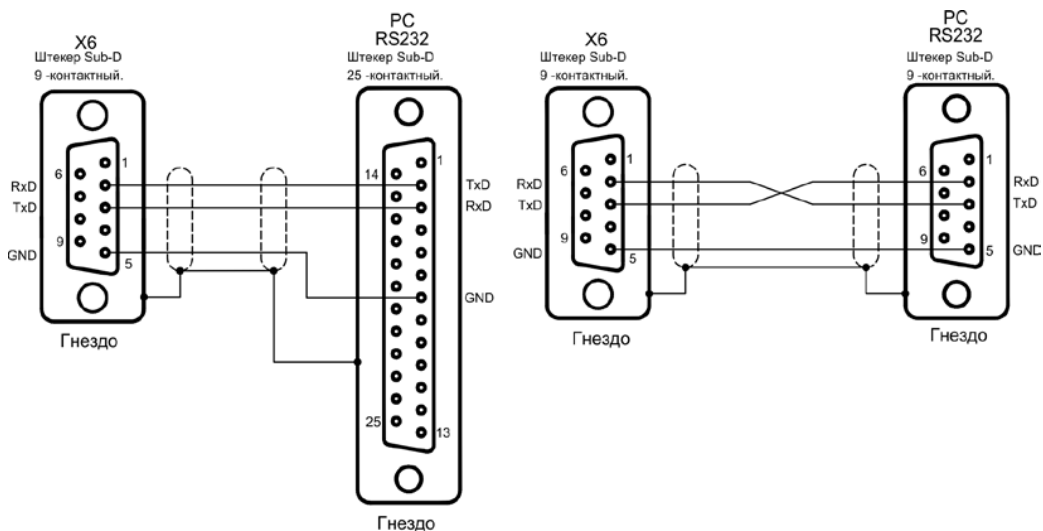 X6
Штекер Sub-D
9 -контактный.
6
1
RxD
TxD
9
GND
5
Гнездо
PC
RS232
Штекер Sub-D
25 -контактный.
14
1
TxD
RxD
GND
25
13
Гнездо
X6
Штекер Sub-D
9 -контактный.
6
1
RxD
TxD
9
GND
5
Гнездо
PC
RS232
Штекер Sub-D
9 -контактный.
6
1
RxD
TxD
9
5
GND
Гнездо